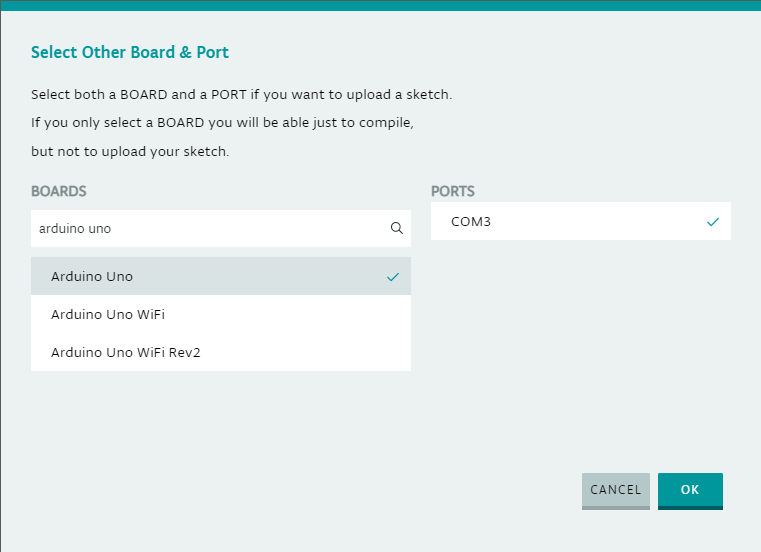 Select Other Board & Port
Select both a BOARD and a PORT if you want to upload a sketch.
If you only select a BOARD you will be able just to compile,
but not to upload your sketch.
BOARDS
arduino uno
Arduino Uno
Arduino Uno WiFi
Arduino Uno WiFi Rev2
PORTS
COM3
CANCEL
OK